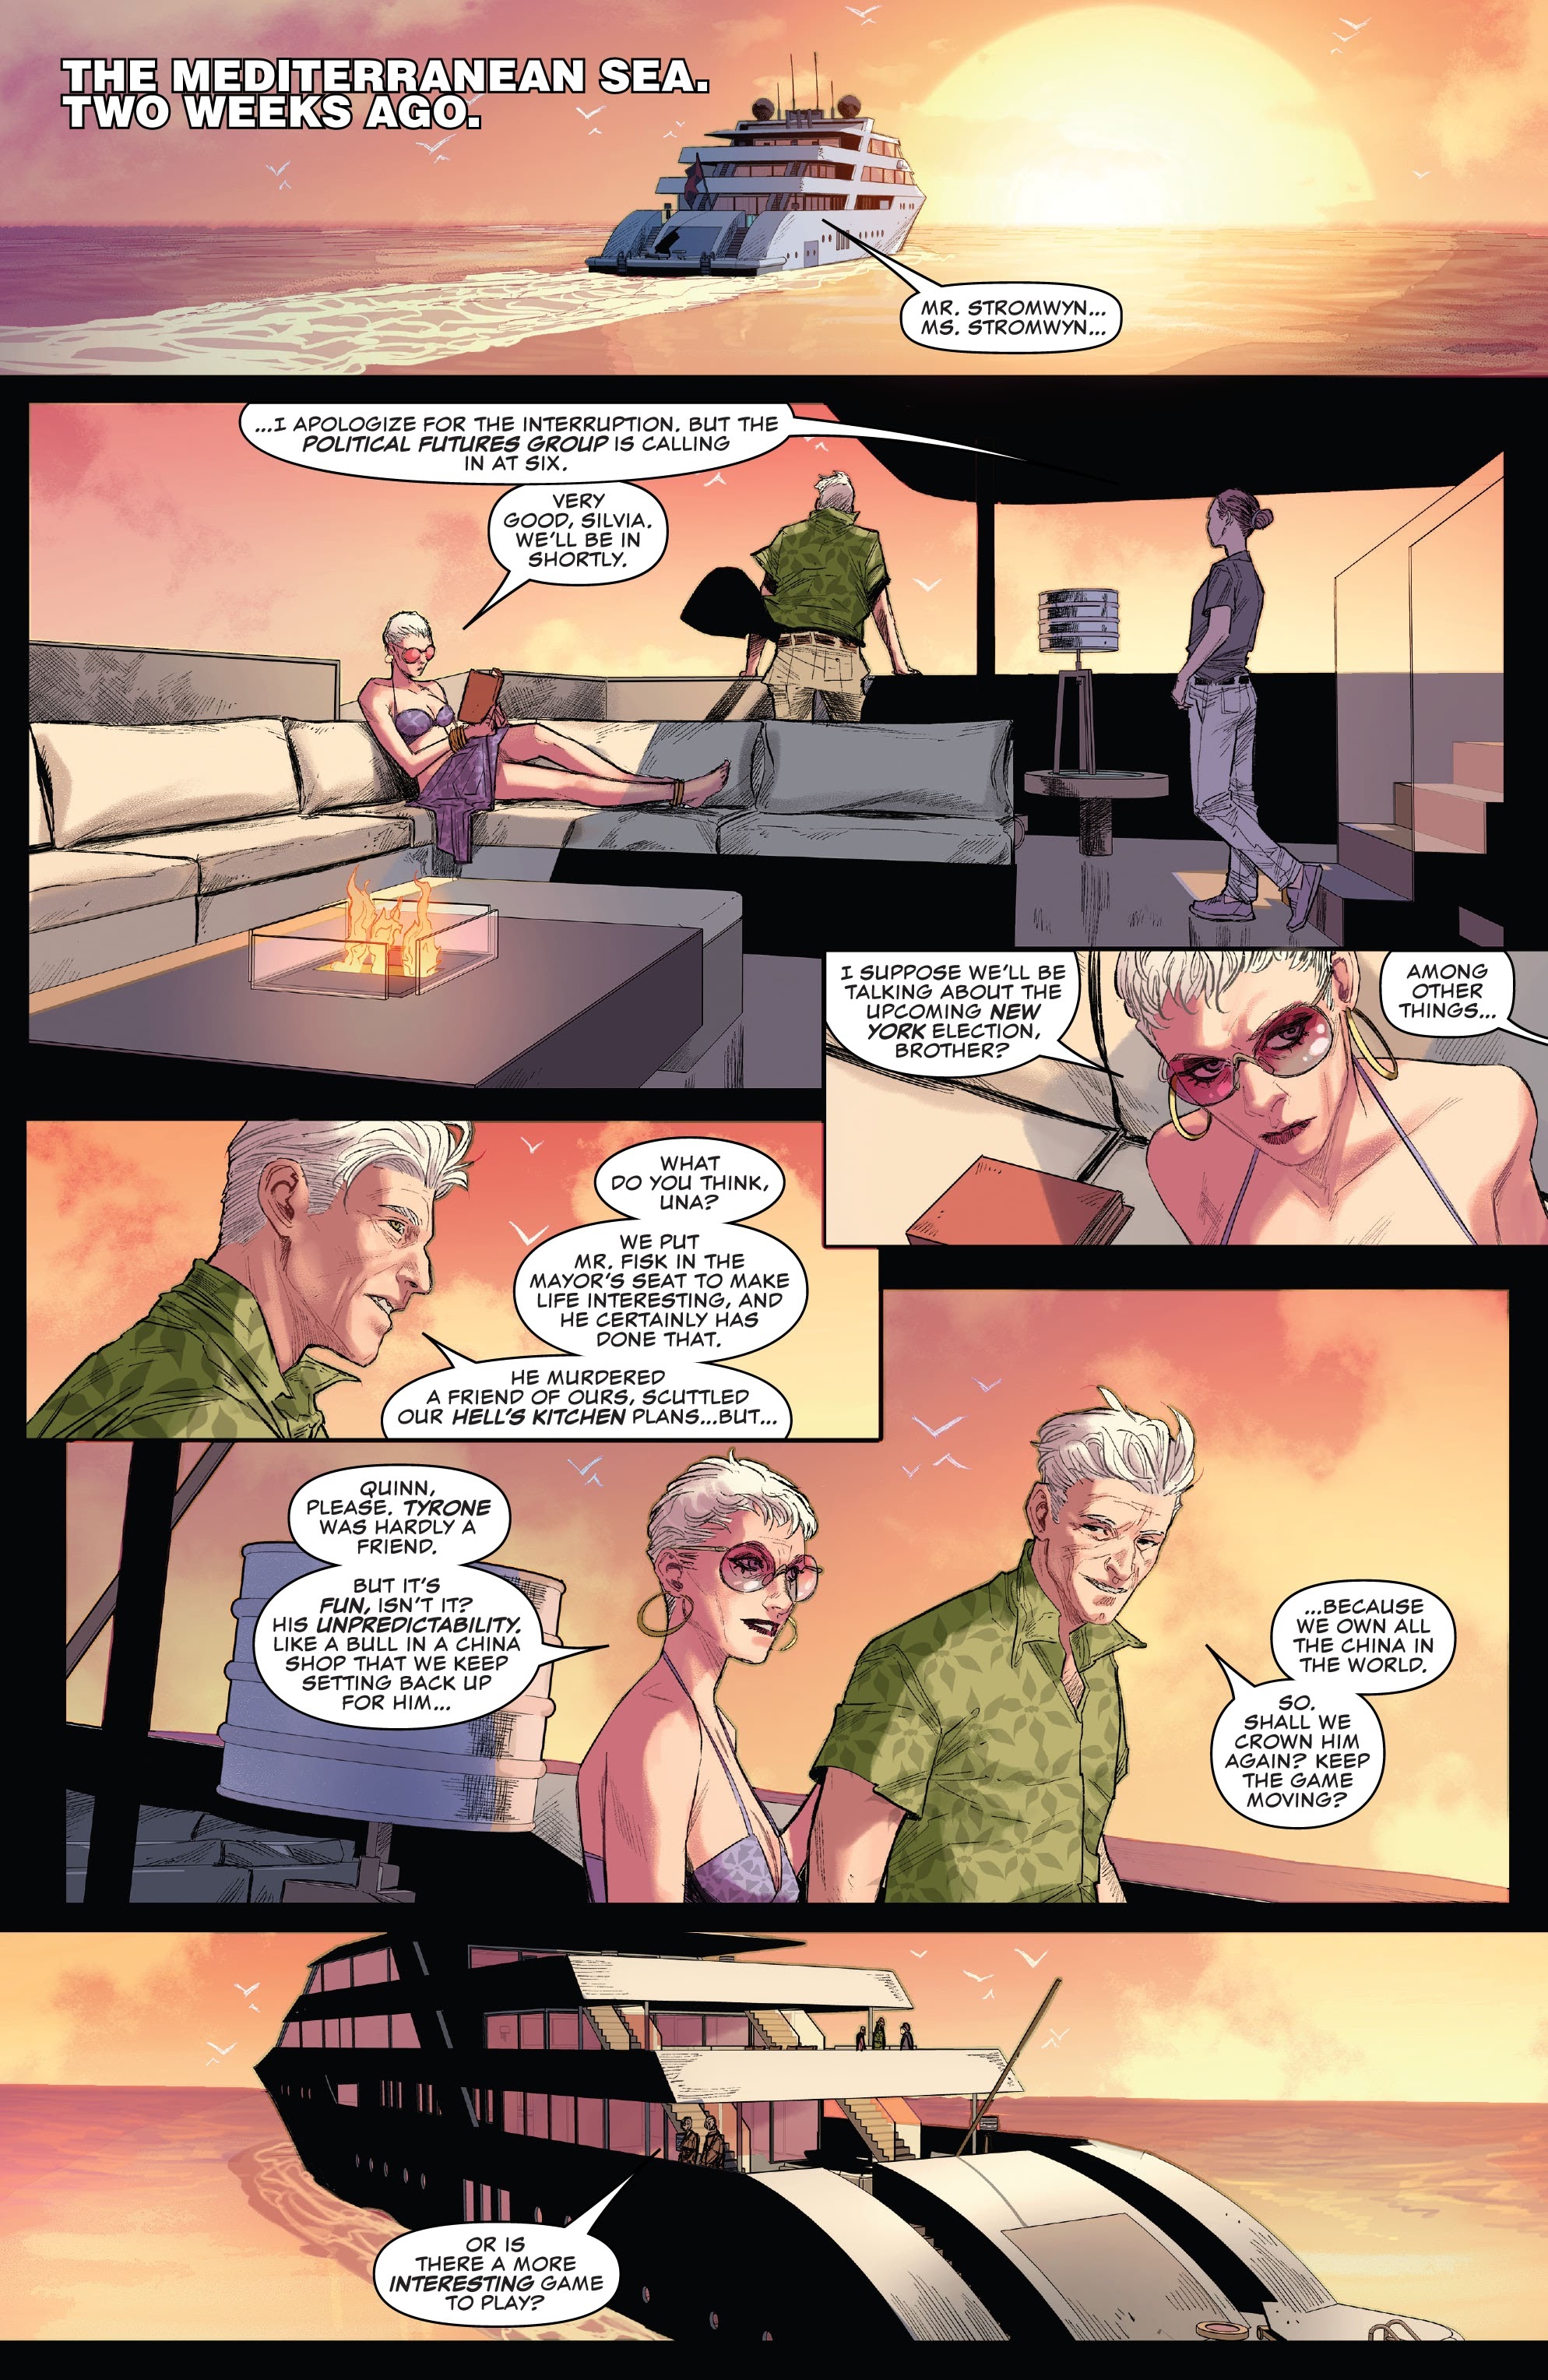 THE MEDITERRANEAN SEA.
TWO WEEKS AGO.
MR. STROMWYN...
MS. STROMWYN...
...I APOLOGIZE FOR THE INTERRUPTION. BUT THE
POLITICAL FUTURES GROUP IS CALLING
IN AT SIX.
VERY
GOOD, SILVIA.
WE'LL BE IN
SHORTLY.
I SUPPOSE WE'LL BE
TALKING ABOUT THE
UPCOMING NEW
YORK ELECTION,
BROTHER?
AMONG
OTHER
THINGS...
WHAT
DO YOU THINK,
UNA?
WE PUT
MR. FISK IN THE
MAYOR'S SEAT TO MAKE
LIFE INTERESTING, AND
HE CERTAINLY HAS
DONE THAT.
HE MURDERED
A FRIEND OF OURS, SCUTTLED
OUR HELL'S KITCHEN PLANS...BUT...
QUINN,
PLEASE. TYRONE
WAS HARDLY A
FRIEND.
BUT IT'S
FUN, ISN'T IT?
HIS UNPREDICTABILITY.
LIKE A BULL IN A CHINA
SHOP THAT WE KEEP
SETTING BACK UP
FOR HIM...
...BECAUSE
WE OWN ALL
THE CHINA IN
THE WORLD.
SO.
SHALL WE
CROWN HIM
AGAIN? KEEP
THE GAME
MOVING?
OR IS
THERE A MORE
INTERESTING GAME
TO PLAY?